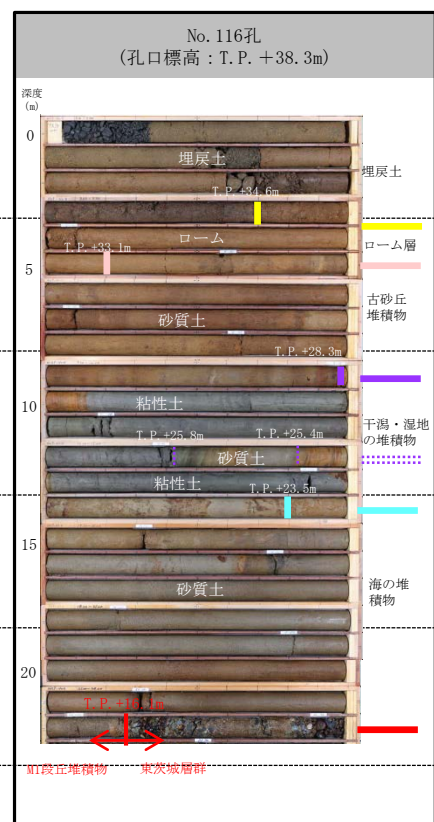 No.116孔
(孔口標高：T.P.＋38.3m)
深度
(m)
0
埋戻土
埋戻土
T.P.+34.6m
ローム
ローム層
T.P.+33.1m
5
古砂丘
堆積物
砂質土
T.P.+28.3m
10
粘性土
干潟・湿地
の堆積物
T.P.+25.8m
T.P.+25.4m
砂質土
粘性土
T.P.+23.5m
15
海の堆
積物
砂質土
20
M1段丘堆積物
東茨城層群